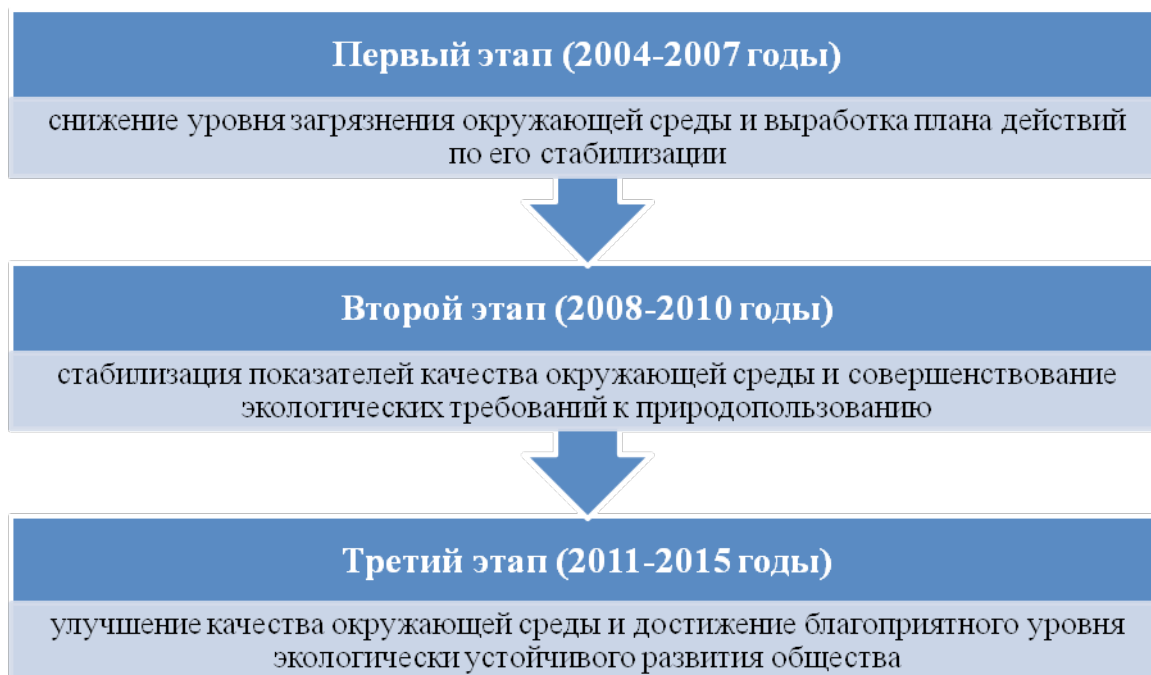 Первый этап (2004-2007 годы)
снижение уровня загрязнения окружающей среды и выработка плана действий
по его стабилизации
Второй этап (2008-2010 годы)
стабилизация показателей качества окружающей среды и совершенствование
экологических требований к природопользованию
Третий этап (2011-2015 годы)
улучшение качества окружающей среды и достижение благоприятного уровня
экологически устойчивого развития общества